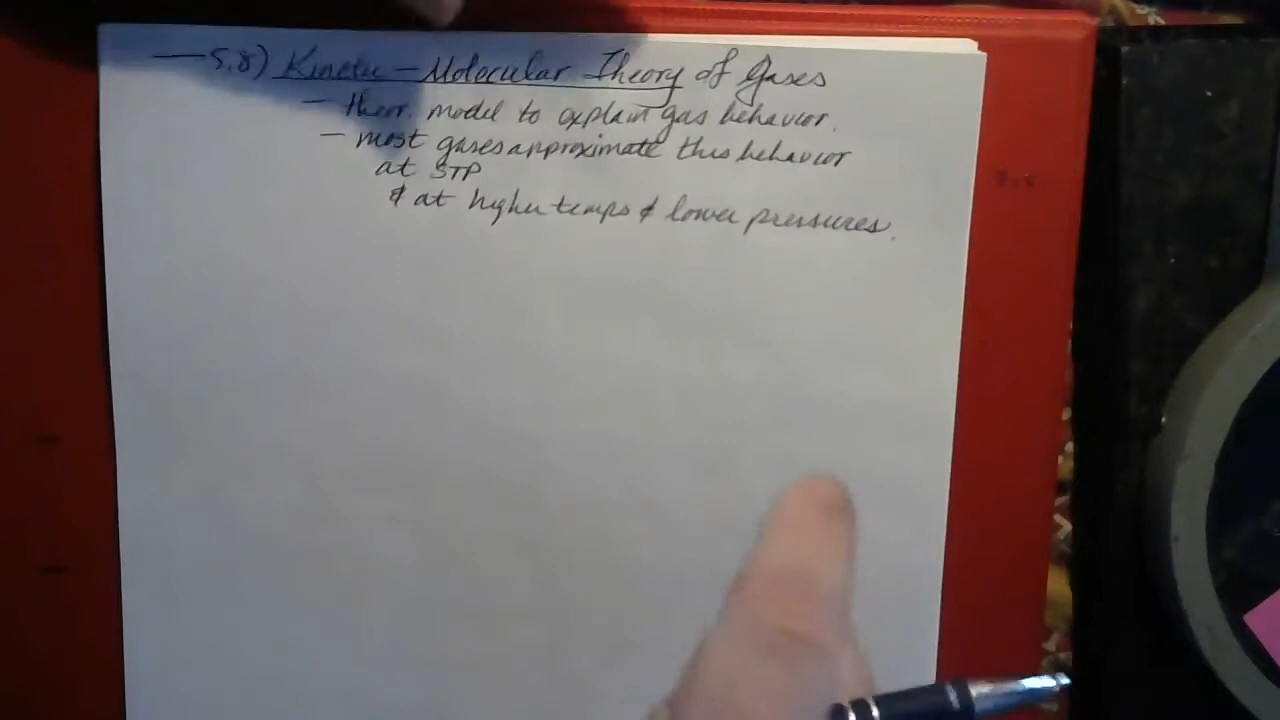 — 5.8) Kinetic - Molecular Theory of Gases
- theor. model to explain gas behavior.
- most gases approximate this behavior
at STP
& at higher temps & lower pressures.